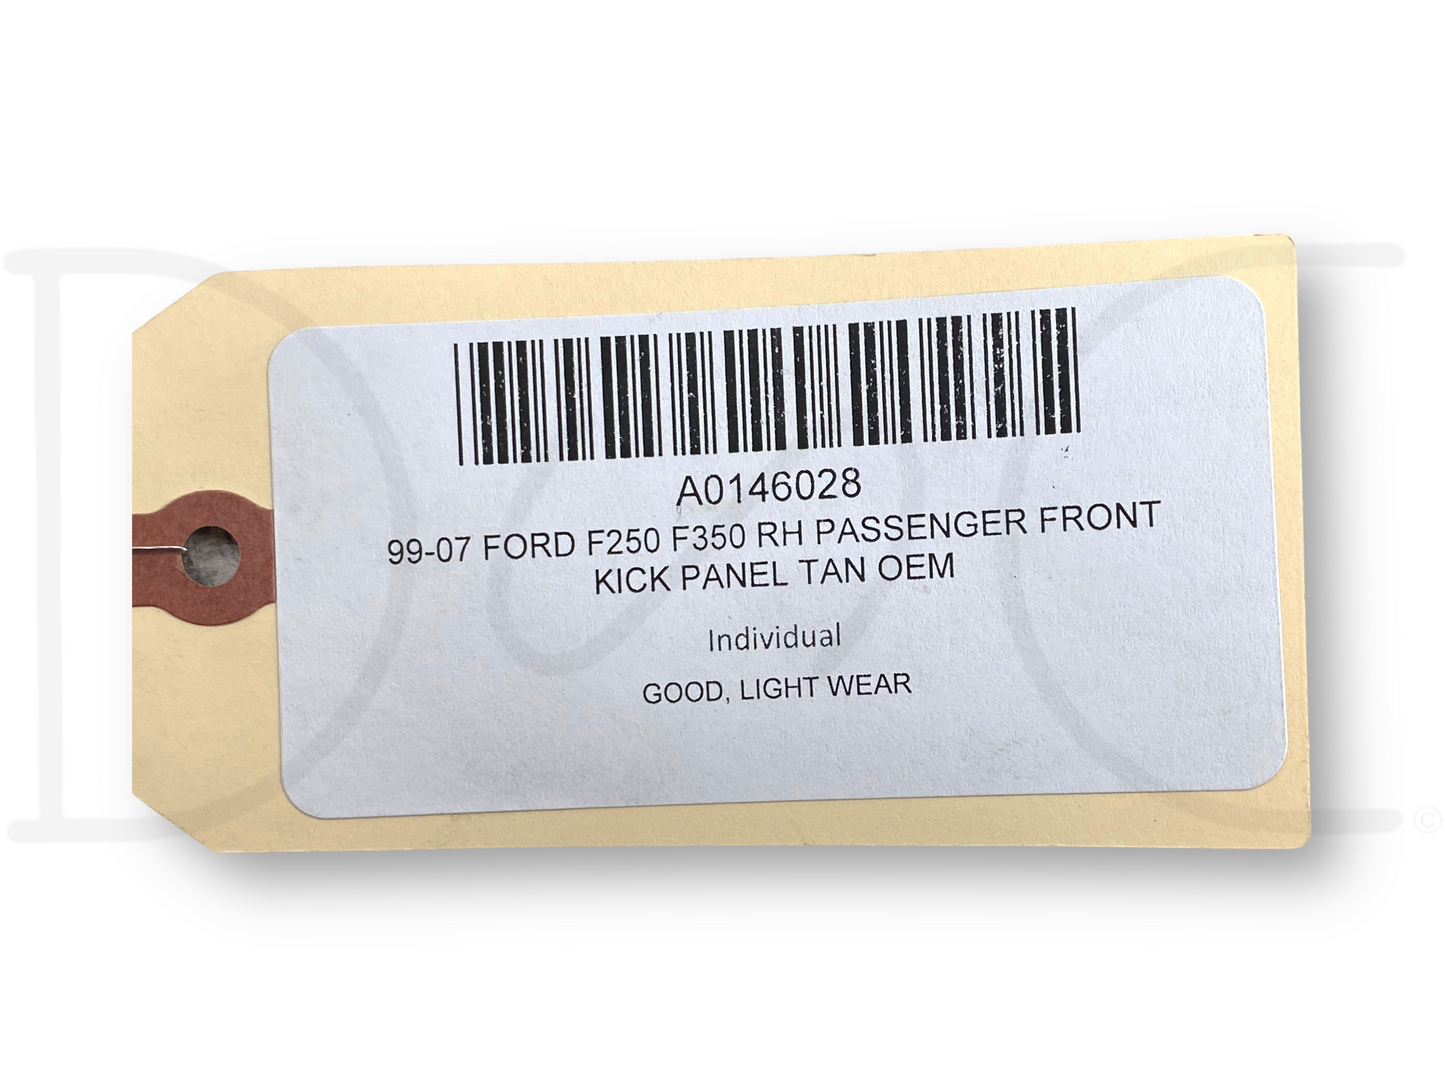 A0146028
99-07 FORD F250 F350 RH PASSENGER FRONT
KICK PANEL TAN OEM
Individual
GOOD, LIGHT WEAR
©